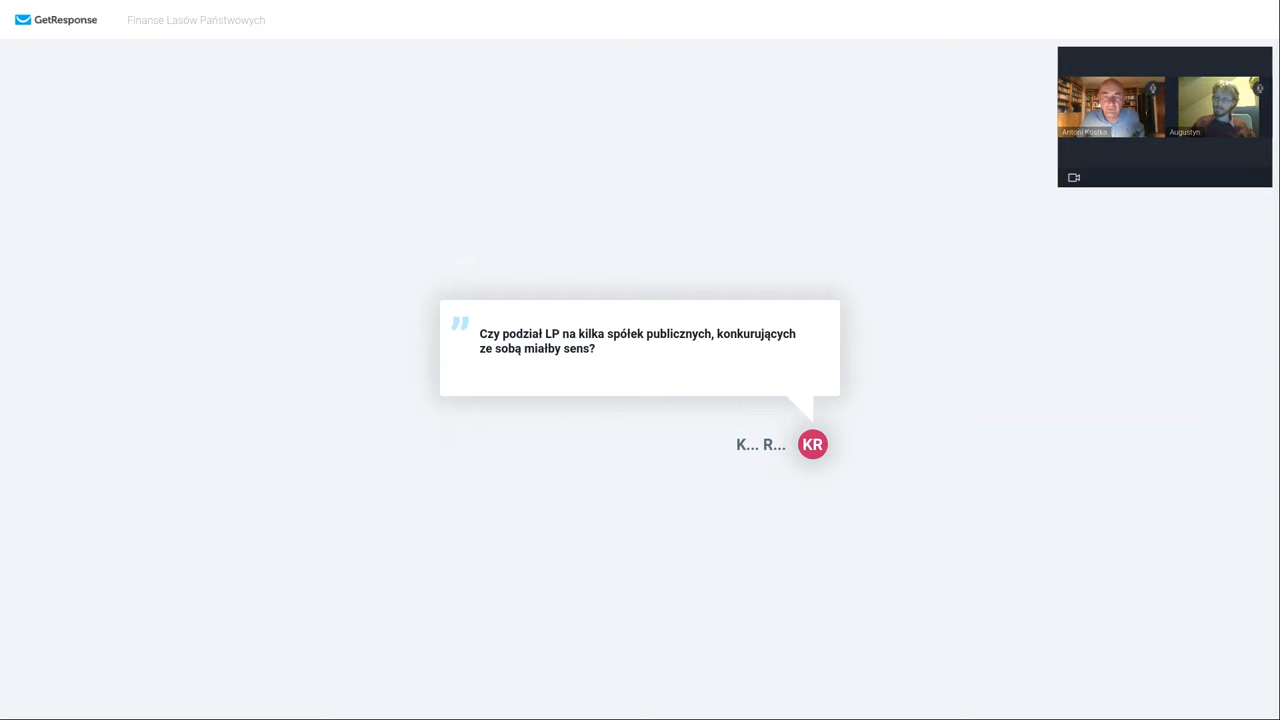 GetResponse
Finanse Lasów Państwowych
Antoni Kostka
Augustyn
”
Czy podział LP na kilka spółek publicznych, konkurujących
ze sobą miałby sens?
K... R...
KR